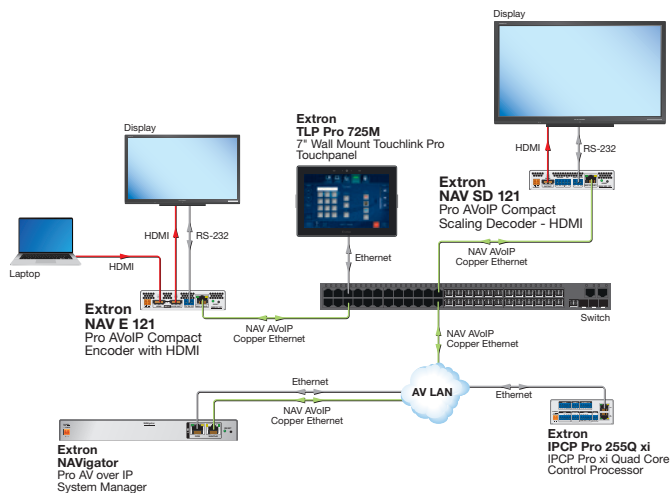 Display
Extron
TLP Pro 725M
7" Wall Mount Touchlink Pro
Touchpanel
Display
HDMI
RS-232
Extron
NAV SD 121
Pro AVoIP Compact
Scaling Decoder - HDMI
HDMI
RS-232
Laptop
HDMI
Ethernet
NAV AVoIP
Copper Ethernet
Switch
Extron
NAV E 121
Pro AVoIP Compact
Encoder with HDMI
NAV AVoIP
Copper Ethernet
NAV AVoIP
Copper Ethernet
AV LAN
Ethernet
NAV AVoIP
Copper Ethernet
Ethernet
Extron
NAVigator
Pro AV over IP
System Manager
Extron
IPCP Pro 255Q xi
IPCP Pro xi Quad Core
Control Processor